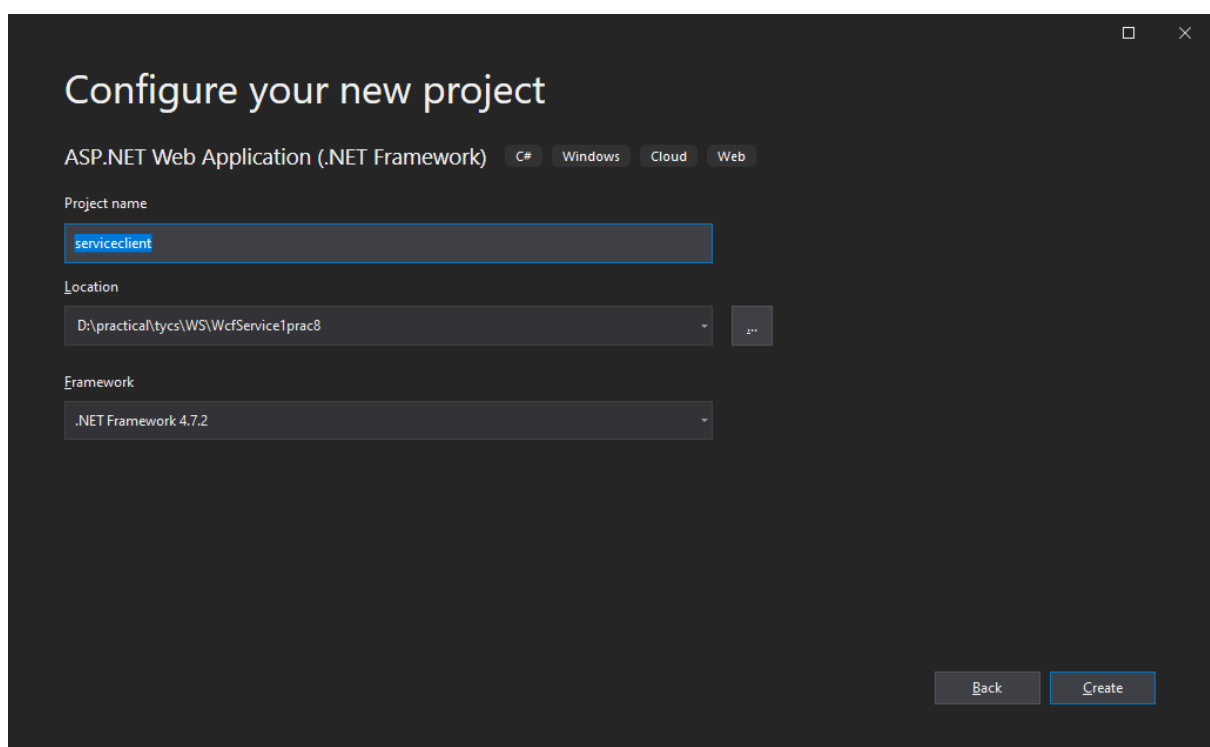 Configure your new project
ASP.NET Web Application (.NET Framework) C# Windows Cloud Web
Project name
serviceclient
Location
D:\practical\tycs\WS\WcfService1prac8
...
Framework
.NET Framework 4.7.2
Back Create